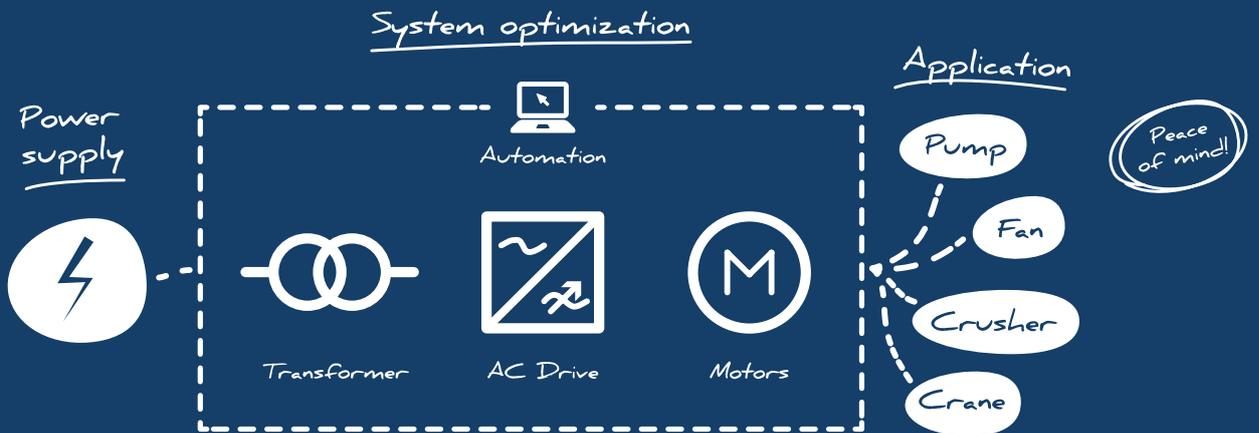 System optimization
Application
Power
supply
Automation
Pump
Peace
of mind!
Fan
M
Crusher
Transformer
AC Drive
Motors
Crane